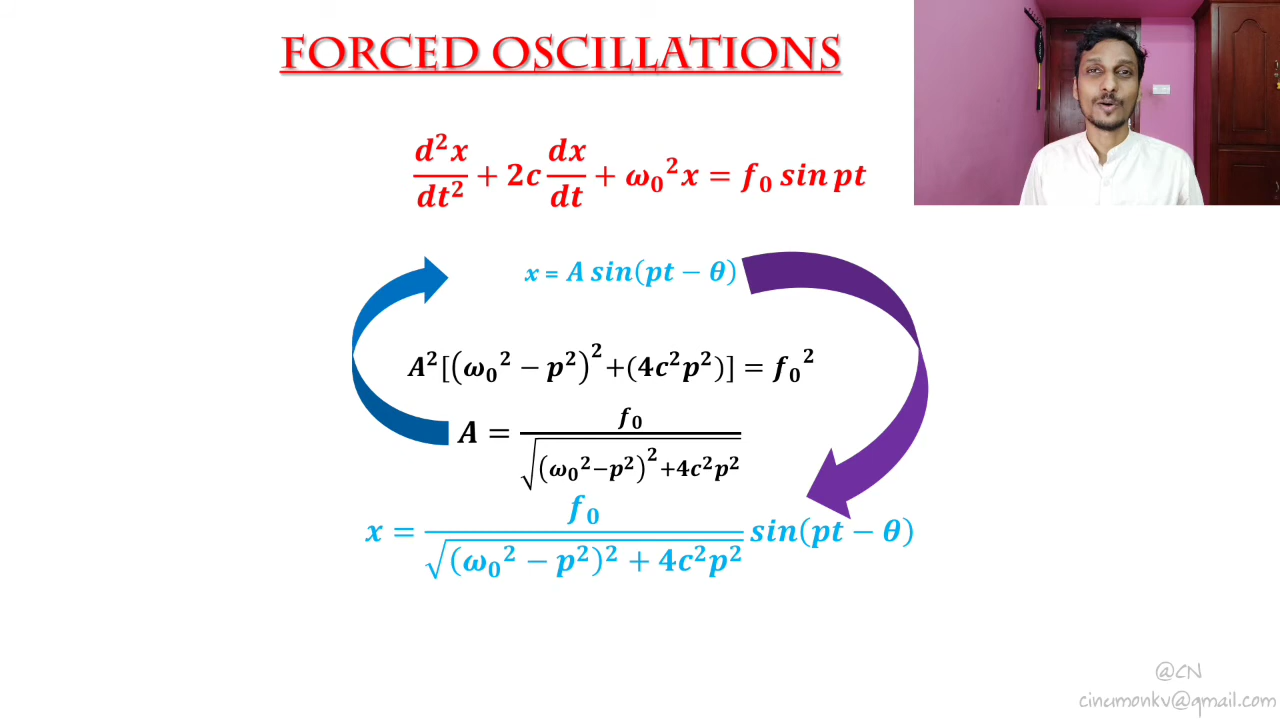 FORCED OSCILLATIONS
d²x/dt² + 2c dx/dt + ω₀²x = f₀ sin pt
x = A sin(pt − θ)
A²[(ω₀² − p²)²+(4c²p²)] = f₀²
A = f₀/√((ω₀²−p²)²+4c²p²)
x = f₀/√((ω₀² − p²)² + 4c²p²) sin(pt − θ)
@CN
cincmonkv@gmail.com